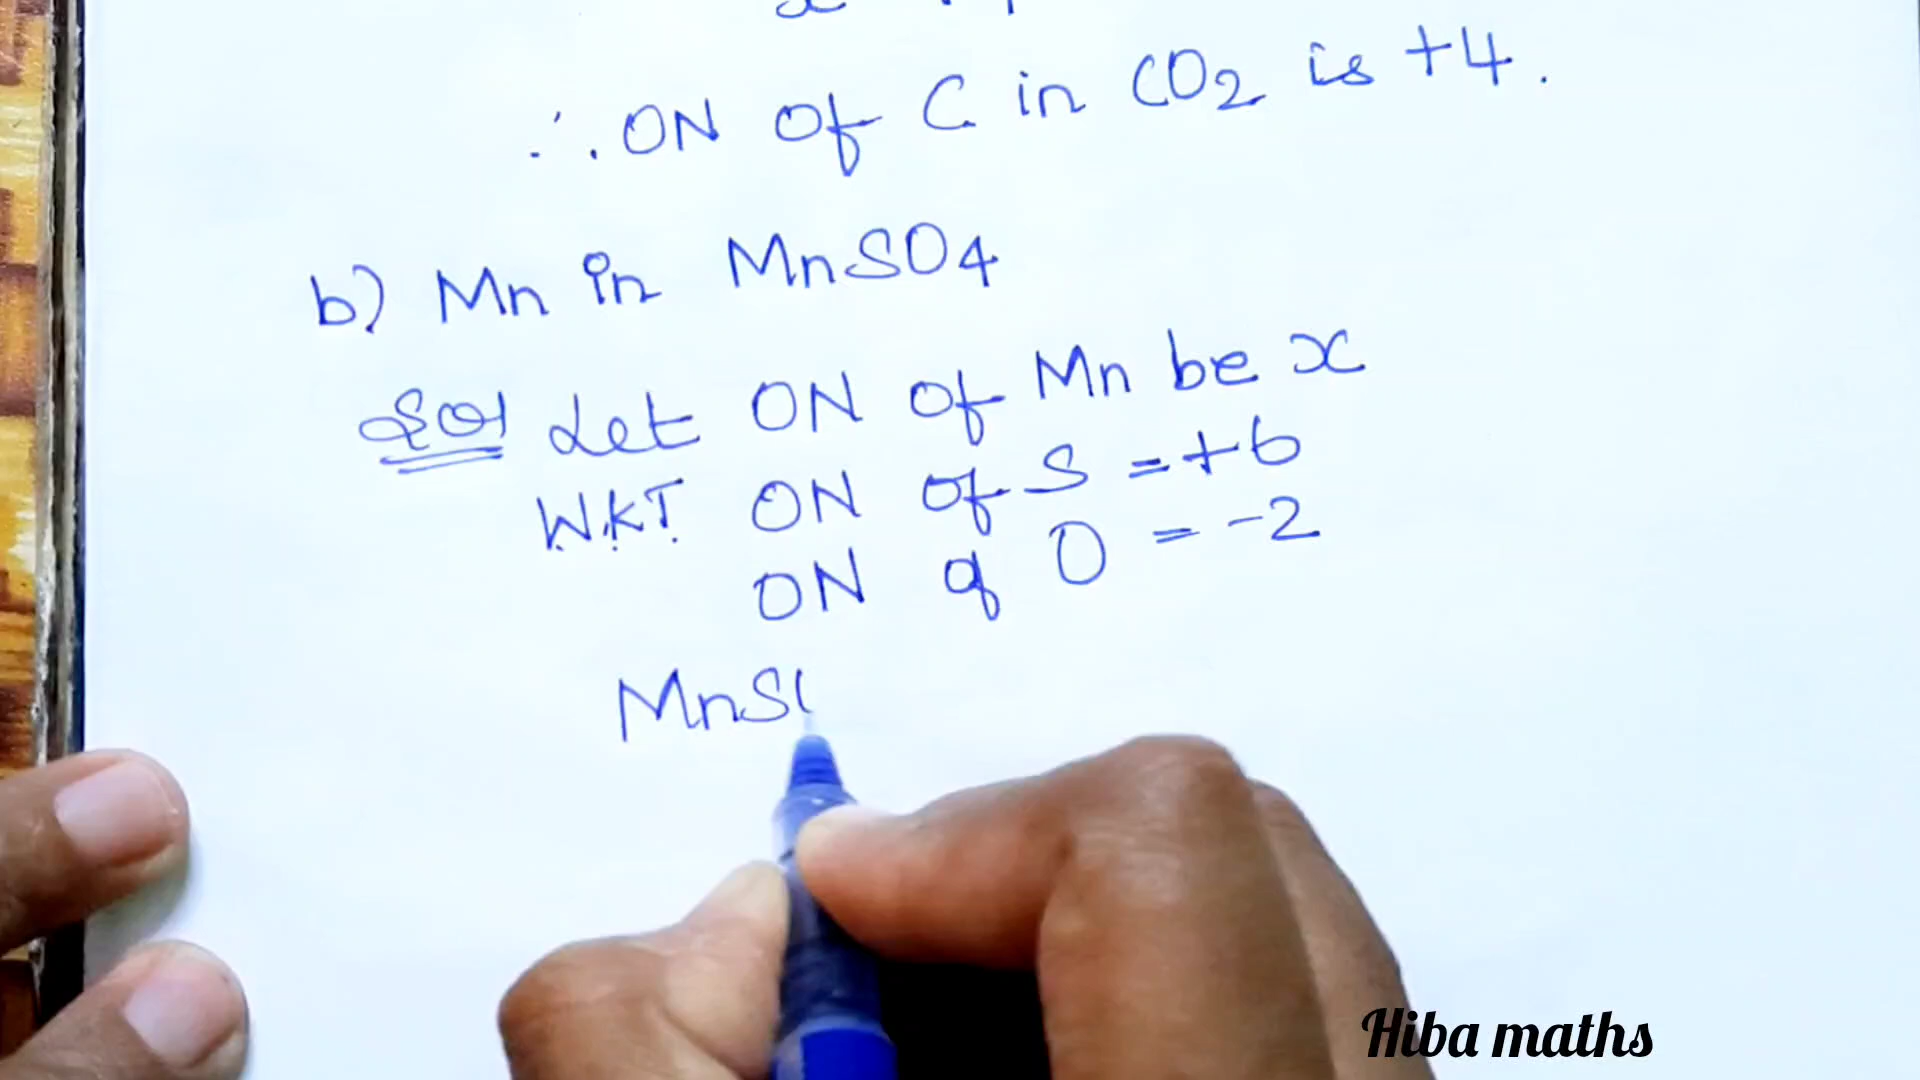 ∴ ON of C in CO2 is +4.
b) Mn in MnSO4
Sol Let ON of Mn be x
W.K.T. ON of S = +6
ON of O = -2
MnS
Hiba maths